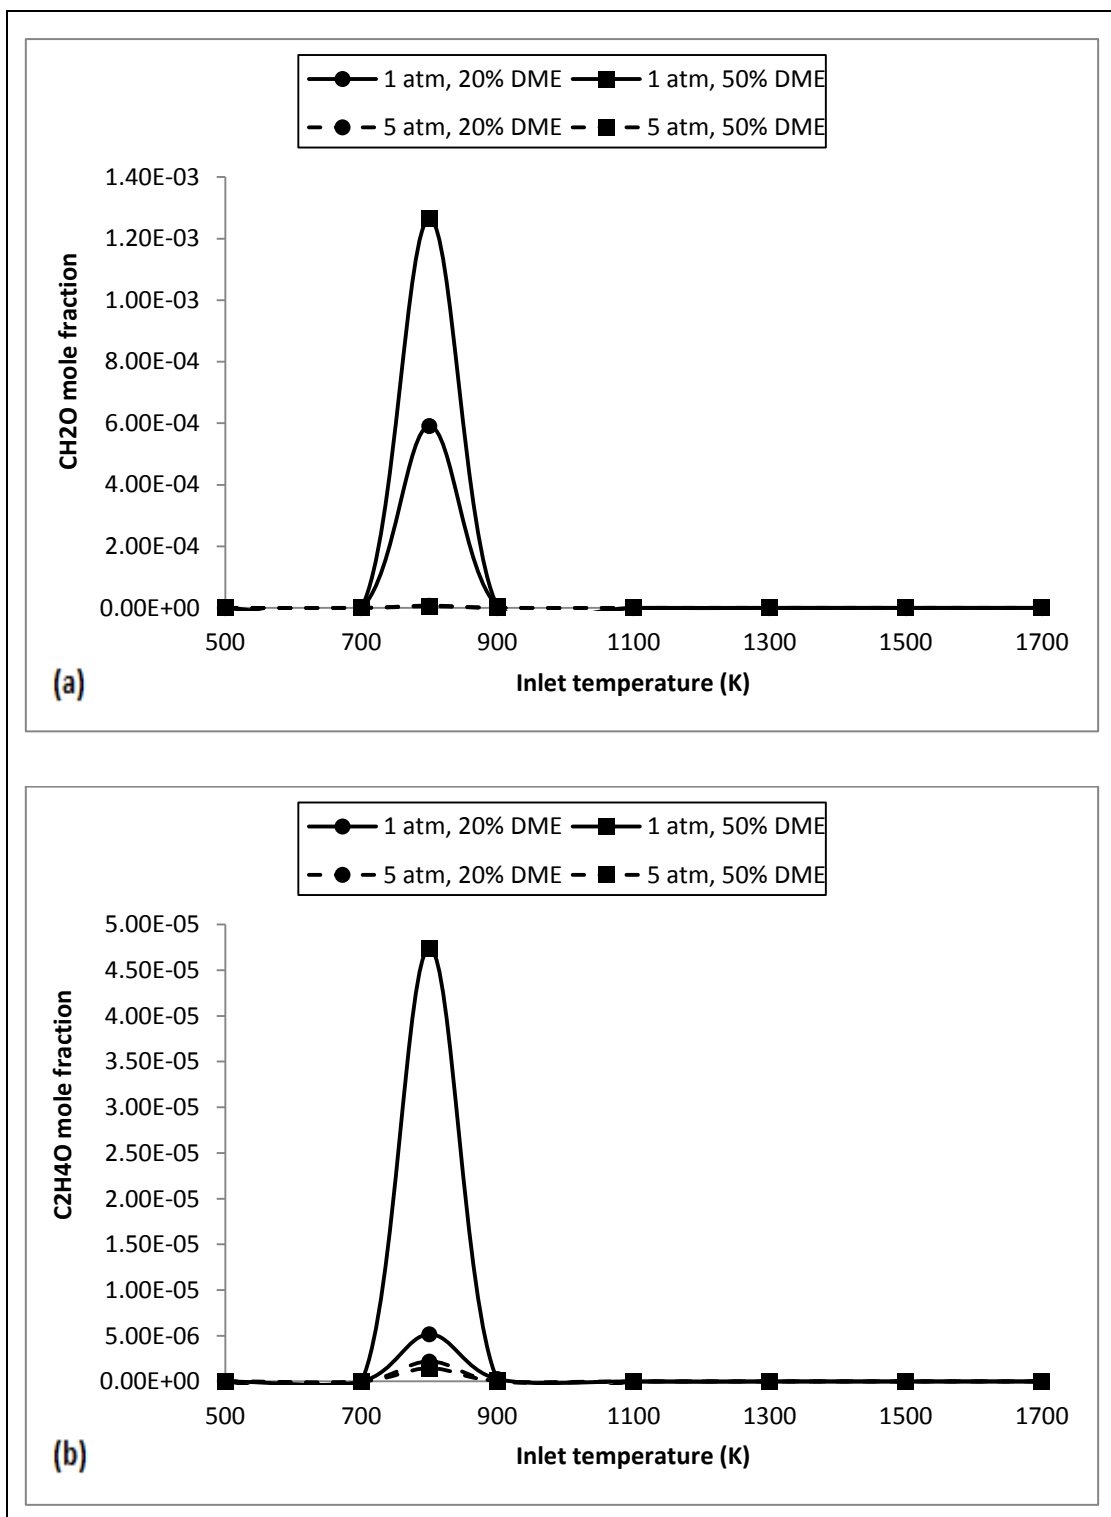 1 atm, 20% DME 1 atm, 50% DME
5 atm, 20% DME 5 atm, 50% DME
1.40E-03
1.20E-03
1.00E-03
8.00E-04
6.00E-04
4.00E-04
2.00E-04
0.00E+00
CH2O mole fraction
500 700 900 1100 1300 1500 1700
Inlet temperature (K)
(a)
1 atm, 20% DME 1 atm, 50% DME
5 atm, 20% DME 5 atm, 50% DME
5.00E-05
4.50E-05
4.00E-05
3.50E-05
3.00E-05
2.50E-05
2.00E-05
1.50E-05
1.00E-05
5.00E-06
0.00E+00
C2H4O mole fraction
500 700 900 1100 1300 1500 1700
Inlet temperature (K)
(b)